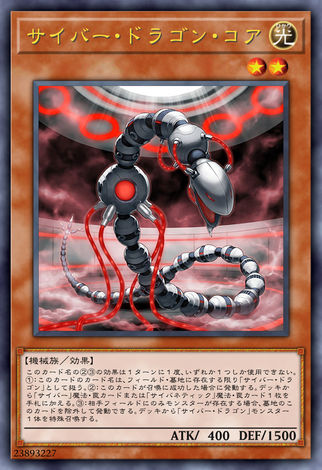 サイバー・ドラゴン・コア
光
【機械族／効果】
このカード名の②③の効果は１ターンに１度、いずれか１つしか使用できない。
①：このカードのカード名は、フィールド・墓地に存在する限り「サイバー・ドラ
ゴン」として扱う。②：このカードが召喚に成功した場合に発動する。デッキか
ら「サイバー」魔法・罠カードまたは「サイバネティック」魔法・罠カード１枚を
手札に加える。③：相手フィールドにのみモンスターが存在する場合、墓地のこ
のカードを除外して発動できる。デッキから「サイバー・ドラゴン」モンスター
１体を特殊召喚する。
ATK/ 400 DEF/1500
23893227